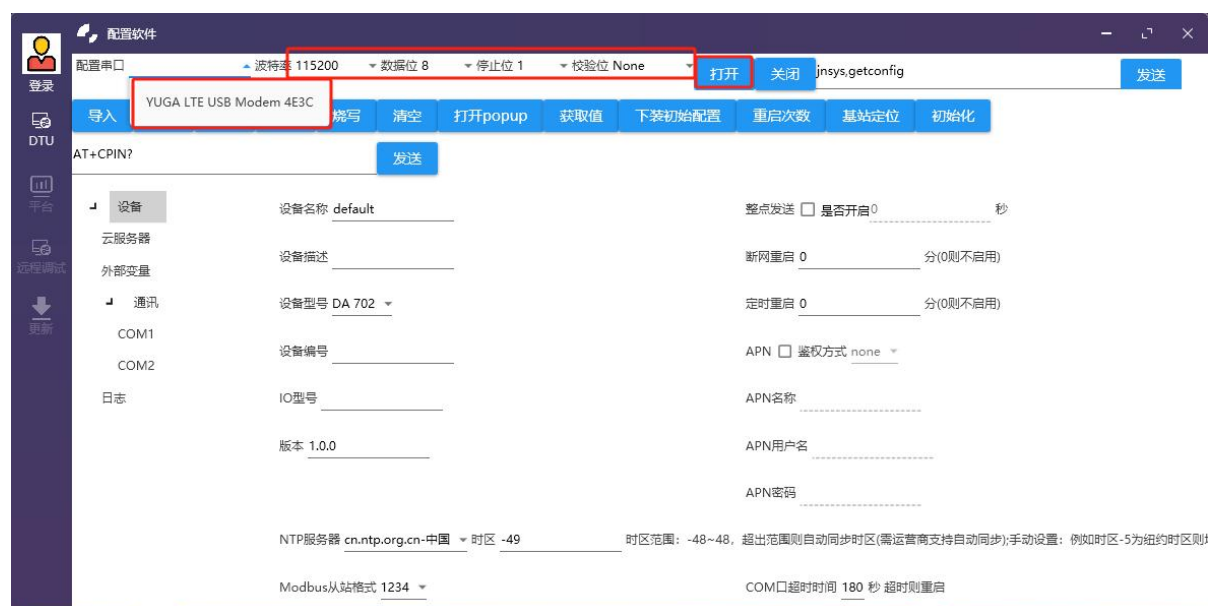 配置软件
登录
DTU
平台
远程调试
更新
配置串口 波特率 115200 数据位 8 停止位 1 校验位 None 打开 关闭 jnsys,getconfig 发送
YUGA LTE USB Modem 4E3C
导入 烧写 清空 打开popup 获取值 下装初始配置 重启次数 基站定位 初始化
AT+CPIN? 发送
设备
云服务器
外部变量
通讯
COM1
COM2
日志
设备名称 default 整点发送 是否开启0 秒
设备描述 断网重启 0 分(0则不启用)
设备型号 DA 702 定时重启 0 分(0则不启用)
设备编号 APN 鉴权方式 none
IO型号 APN名称
版本 1.0.0 APN用户名
APN密码
NTP服务器 cn.ntp.org.cn-中国 时区 -49 时区范围：-48~48，超出范围则自动同步时区(需运营商支持自动同步);手动设置：例如时区-5为纽约时区则
Modbus从站格式 1234 COM口超时时间 180 秒 超时则重启